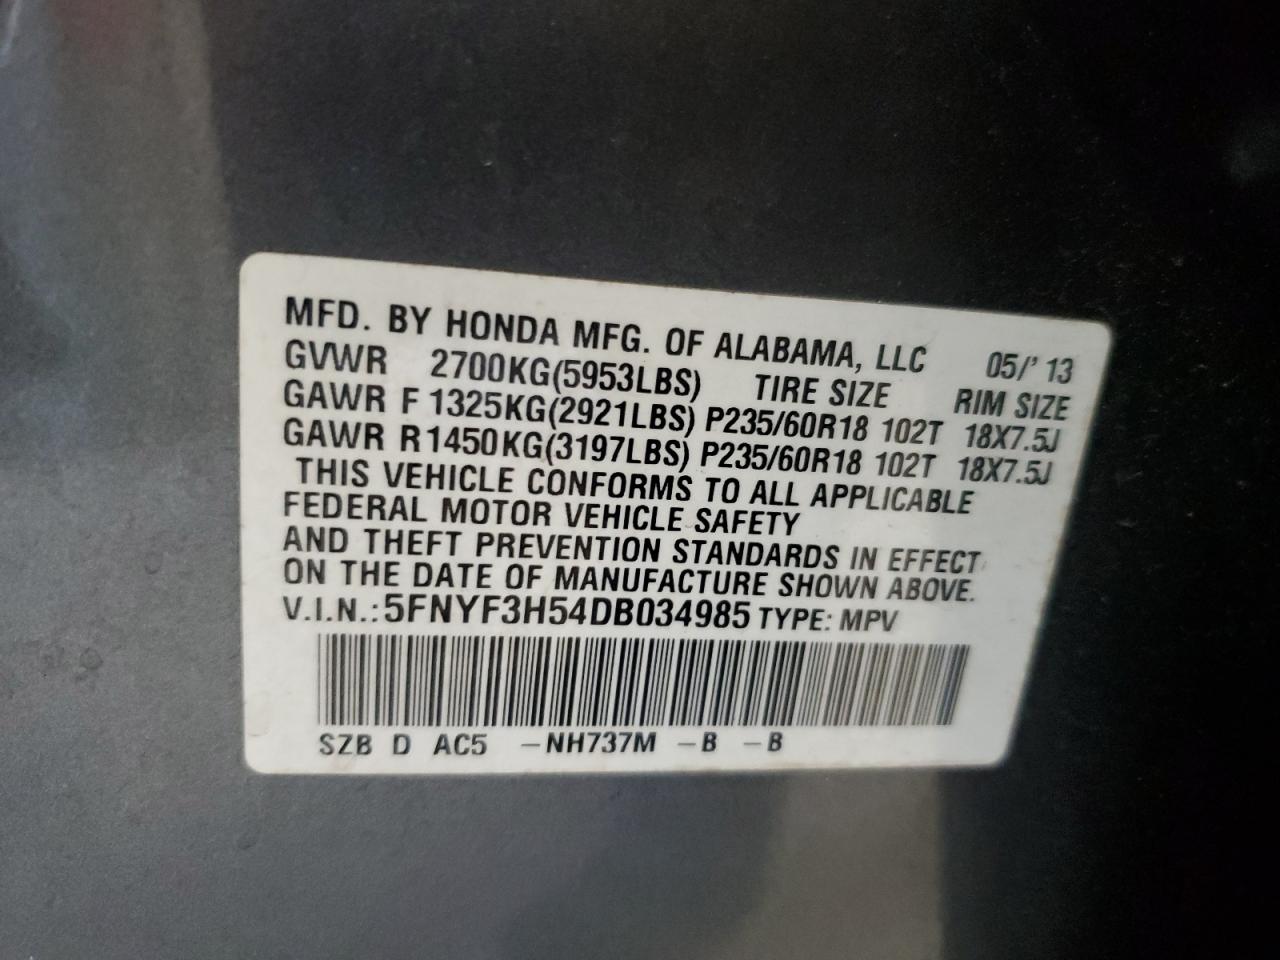 MFD. BY HONDA MFG. OF ALABAMA, LLC 05/'13
GVWR 2700KG(5953LBS) TIRE SIZE RIM SIZE
GAWR F 1325KG(2921LBS) P235/60R18 102T 18X7.5J
GAWR R1450KG(3197LBS) P235/60R18 102T 18X7.5J
THIS VEHICLE CONFORMS TO ALL APPLICABLE
FEDERAL MOTOR VEHICLE SAFETY
AND THEFT PREVENTION STANDARDS IN EFFECT
ON THE DATE OF MANUFACTURE SHOWN ABOVE.
V.I.N.:5FNYF3H54DB034985 TYPE: MPV
SZB D AC5 -NH737M -B -B